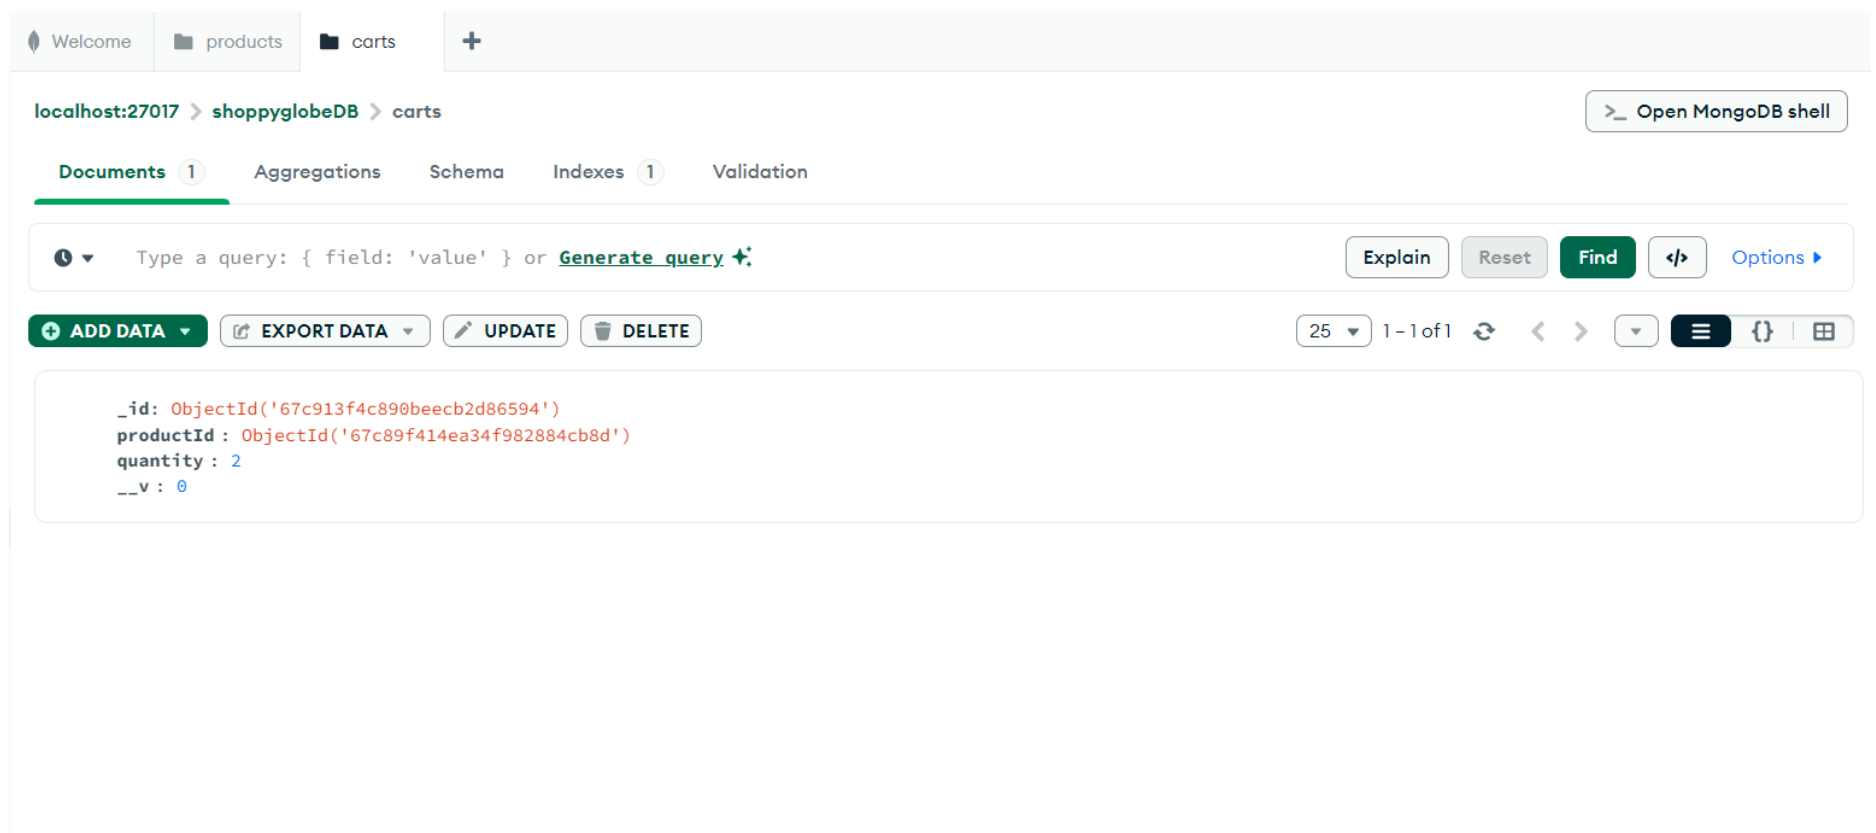 Welcome products carts +
localhost:27017 > shoppyglobeDB > carts
>_ Open MongoDB shell
Documents 1 Aggregations Schema Indexes 1 Validation
Type a query: { field: 'value' } or Generate query
Explain Reset Find </> Options
ADD DATA EXPORT DATA UPDATE DELETE
25 1 – 1 of 1 {}
_id: ObjectId('67c913f4c890beecb2d86594')
productId : ObjectId('67c89f414ea34f982884cb8d')
quantity : 2
__v : 0